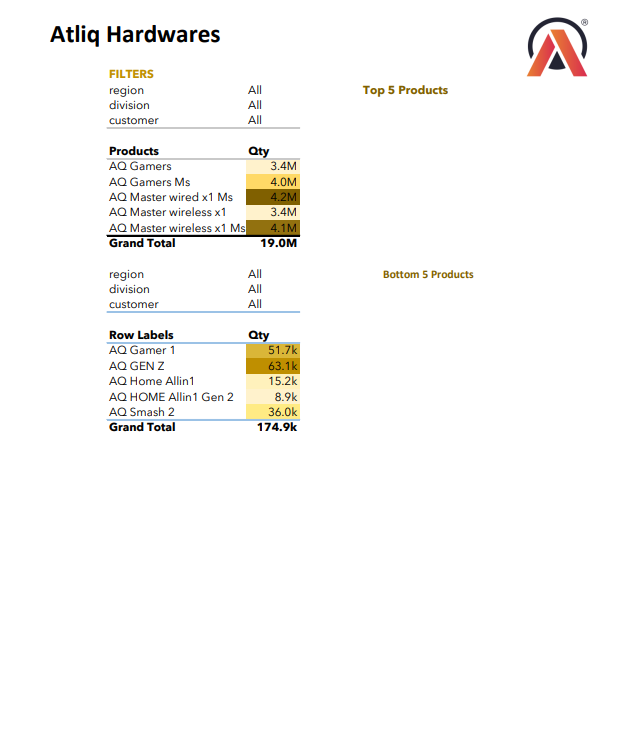 Atliq Hardwares
®
FILTERS
region All Top 5 Products
division All
customer All
Products Qty
AQ Gamers 3.4M
AQ Gamers Ms 4.0M
AQ Master wired x1 Ms 4.2M
AQ Master wireless x1 3.4M
AQ Master wireless x1 Ms 4.1M
Grand Total 19.0M
region All Bottom 5 Products
division All
customer All
Row Labels Qty
AQ Gamer 1 51.7k
AQ GEN Z 63.1k
AQ Home Allin1 15.2k
AQ HOME Allin1 Gen 2 8.9k
AQ Smash 2 36.0k
Grand Total 174.9k